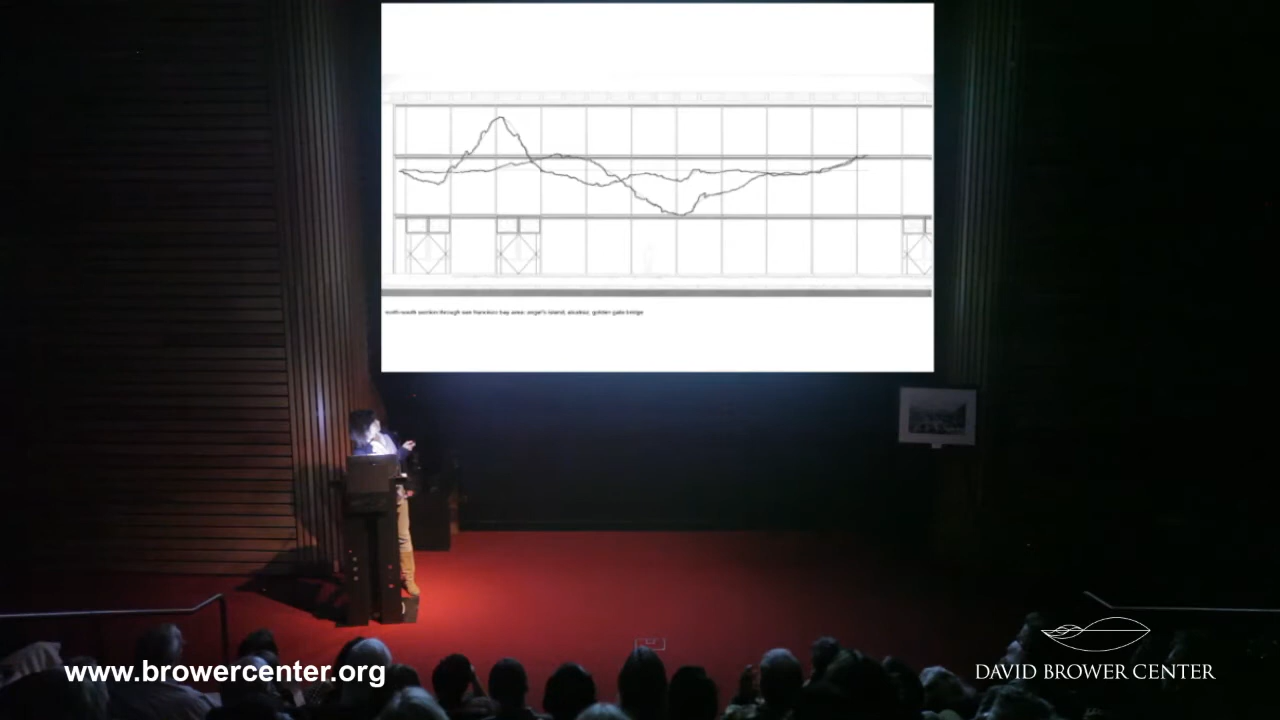 north-south section through san francisco bay area: angel's island, alcatraz, golden gate bridge
www.browercenter.org
DAVID BROWER CENTER